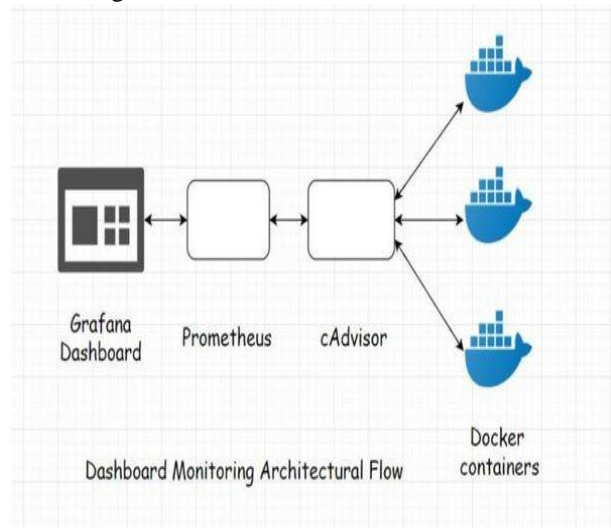 Grafana
Dashboard
Prometheus
cAdvisor
Docker
containers
Dashboard Monitoring Architectural Flow